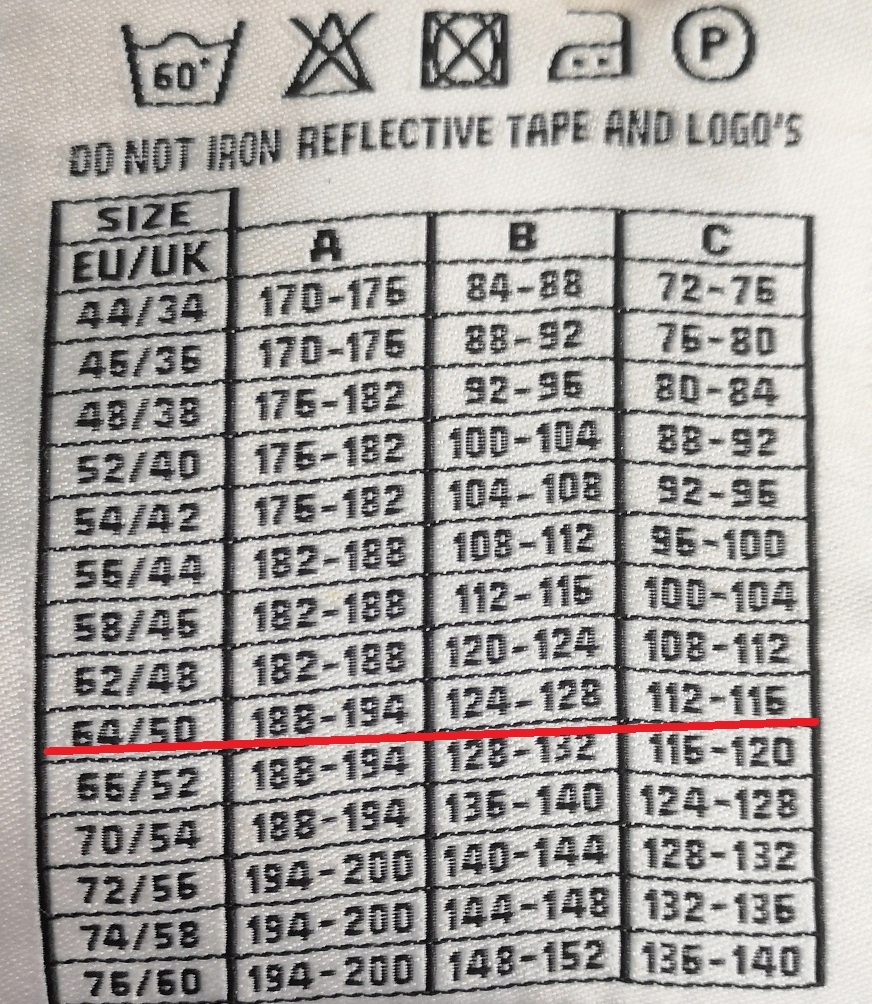 60°
P
DO NOT IRON REFLECTIVE TAPE AND LOGO'S
SIZE
EU/UK A B C
44/34 170-176 84-88 72-76
46/36 170-176 88-92 76-80
48/38 176-182 92-96 80-84
52/40 176-182 100-104 88-92
54/42 176-182 104-108 92-96
56/44 182-188 108-112 96-100
58/46 182-188 112-116 100-104
62/48 182-188 120-124 108-112
64/50 188-194 124-128 112-116
66/52 188-194 128-132 116-120
70/54 188-194 136-140 124-128
72/56 194-200 140-144 128-132
74/58 194-200 144-148 132-136
76/60 194-200 148-152 136-140